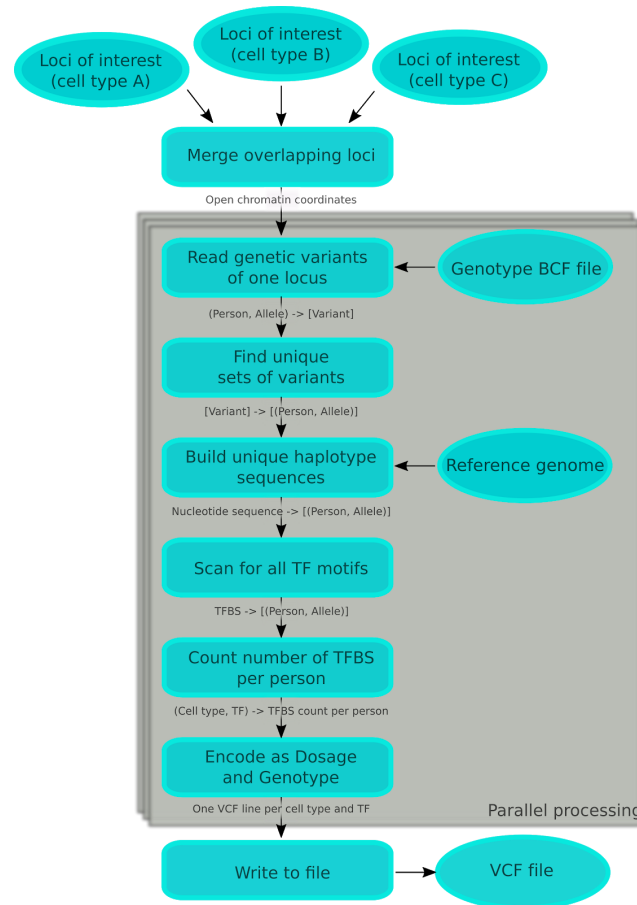 Loci of interest
(cell type A)
Loci of interest
(cell type B)
Loci of interest
(cell type C)
Merge overlapping loci
Open chromatin coordinates
Read genetic variants
of one locus
Genotype BCF file
(Person, Allele) -> [Variant]
Find unique
sets of variants
[Variant] -> [(Person, Allele)]
Build unique haplotype
sequences
Reference genome
Nucleotide sequence -> [(Person, Allele)]
Scan for all TF motifs
TFBS -> [(Person, Allele)]
Count number of TFBS
per person
(Cell type, TF) -> TFBS count per person
Encode as Dosage
and Genotype
One VCF line per cell type and TF
Parallel processing
Write to file
VCF file